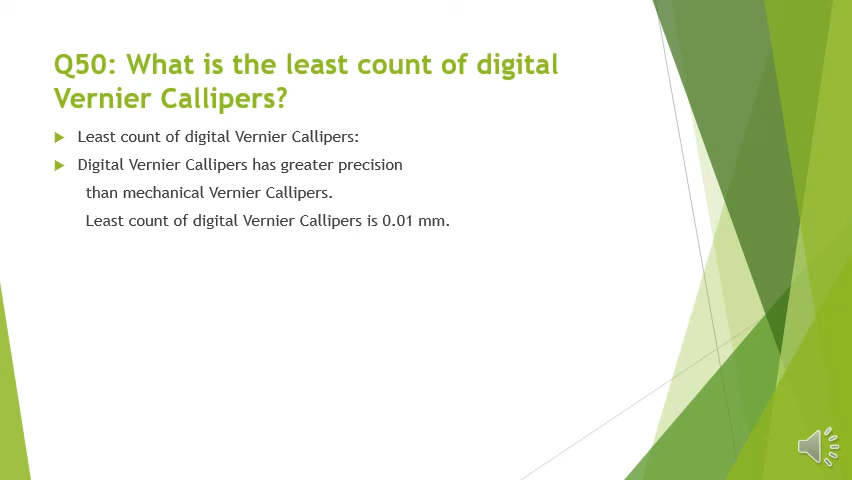 Q50: What is the least count of digital
Vernier Callipers?
Least count of digital Vernier Callipers:
Digital Vernier Callipers has greater precision
than mechanical Vernier Callipers.
Least count of digital Vernier Callipers is 0.01 mm.